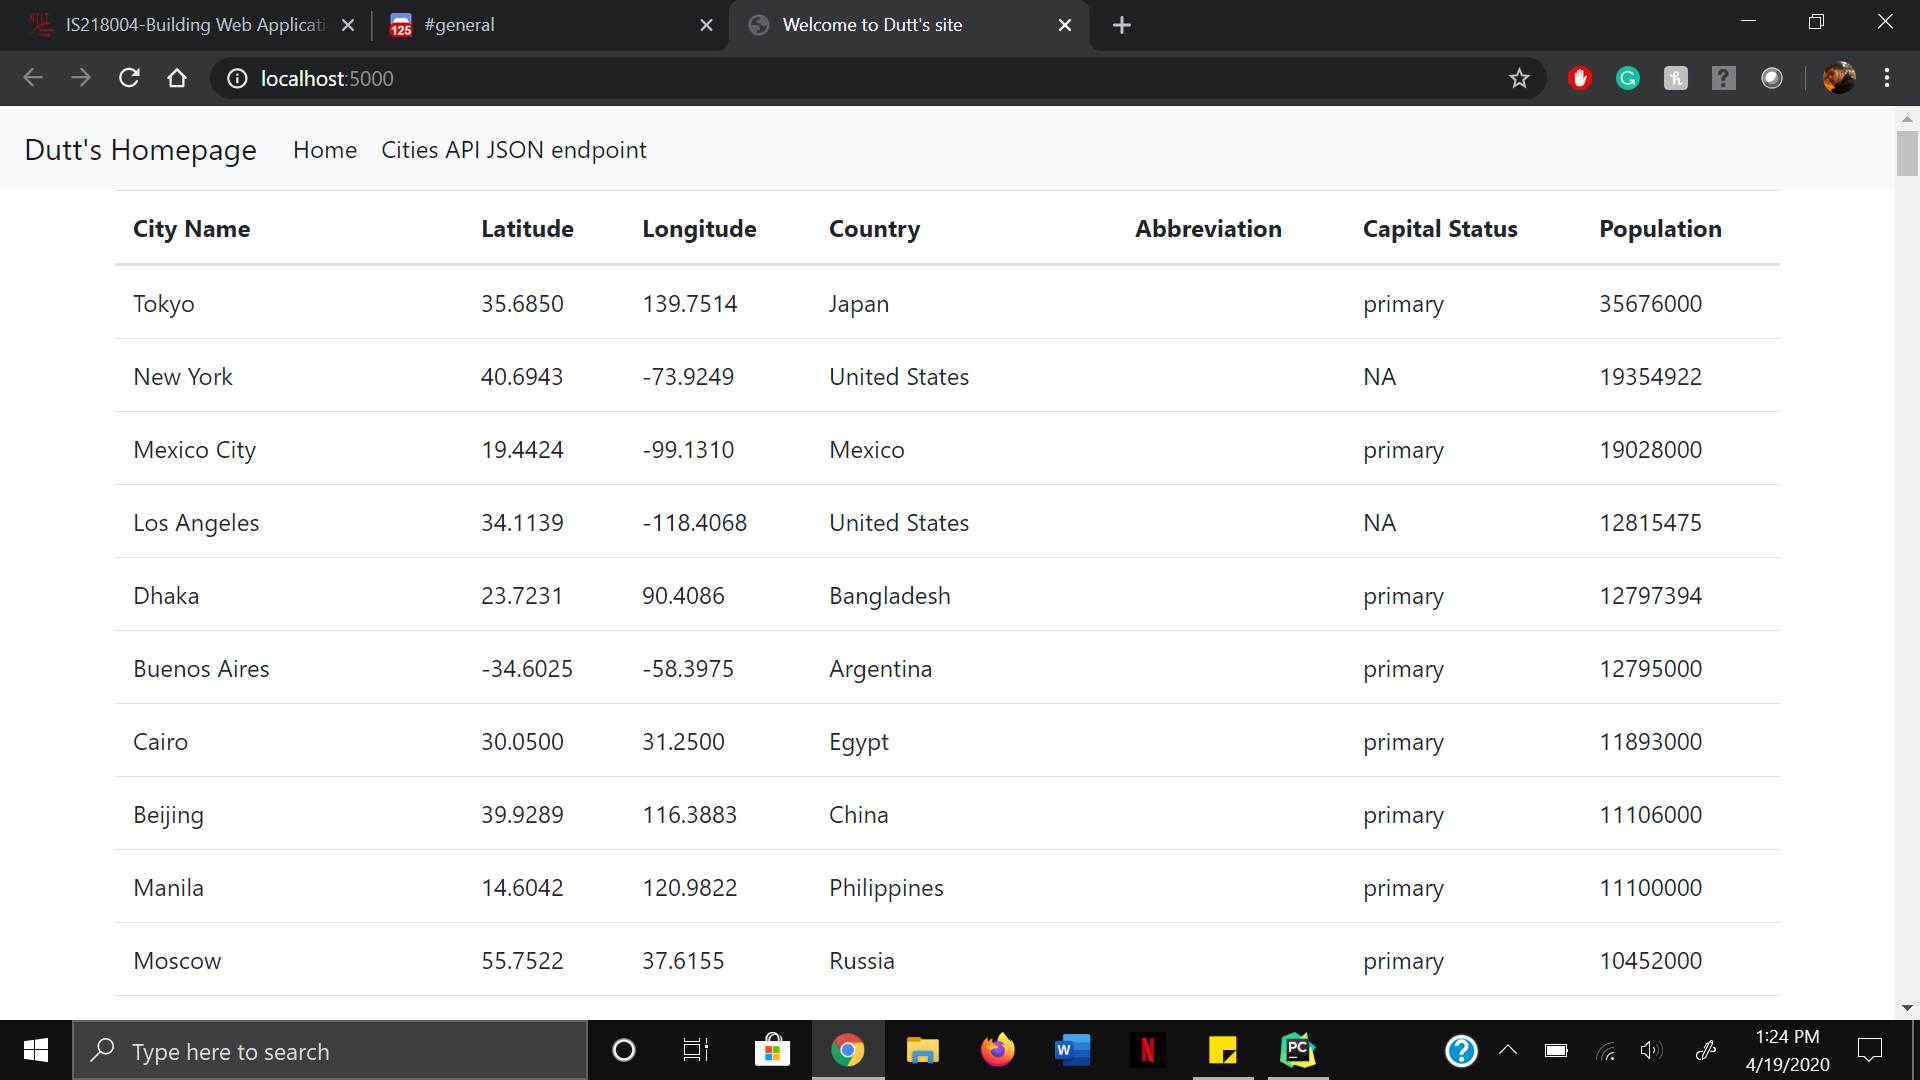 IS218004-Building Web Applicati
125 #general
Welcome to Dutt's site
localhost:5000
Dutt's Homepage Home Cities API JSON endpoint
City Name Latitude Longitude Country Abbreviation Capital Status Population
Tokyo 35.6850 139.7514 Japan primary 35676000
New York 40.6943 -73.9249 United States NA 19354922
Mexico City 19.4424 -99.1310 Mexico primary 19028000
Los Angeles 34.1139 -118.4068 United States NA 12815475
Dhaka 23.7231 90.4086 Bangladesh primary 12797394
Buenos Aires -34.6025 -58.3975 Argentina primary 12795000
Cairo 30.0500 31.2500 Egypt primary 11893000
Beijing 39.9289 116.3883 China primary 11106000
Manila 14.6042 120.9822 Philippines primary 11100000
Moscow 55.7522 37.6155 Russia primary 10452000
Type here to search
1:24 PM
4/19/2020